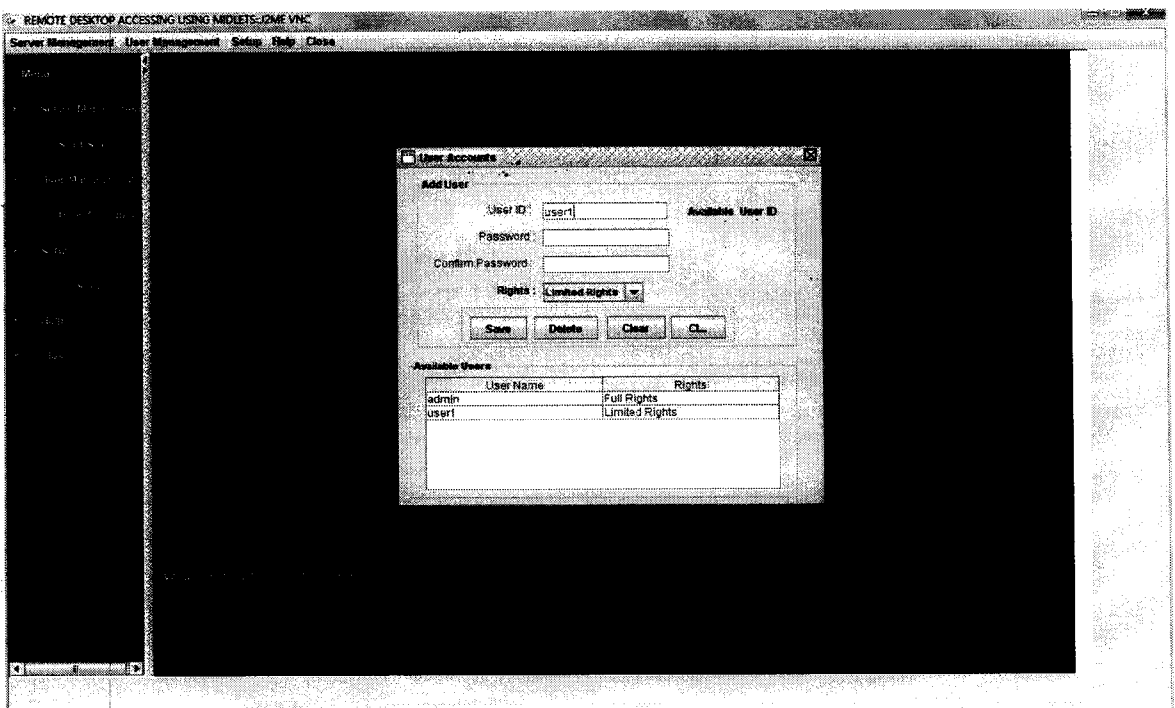 REMOTE DESKTOP ACCESSING USING MIDLETS-J2ME VNC
Server Management User Management Setup Help Close
Menu
User Accounts
Add User
User ID : user1 Available User ID
Password :
Confirm Password :
Rights : Limited Rights
Save Delete Clear Cl...
Available Users
User Name Rights
admin Full Rights
user1 Limited Rights